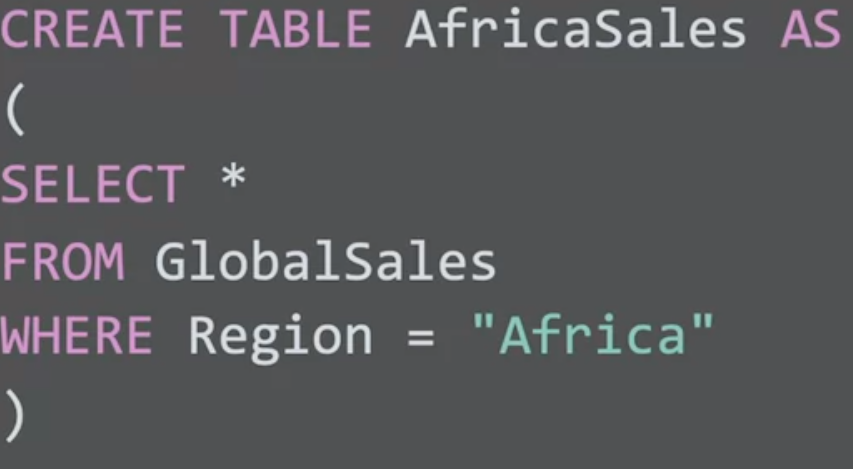 CREATE TABLE AfricaSales AS
(
SELECT *
FROM GlobalSales
WHERE Region = "Africa"
)